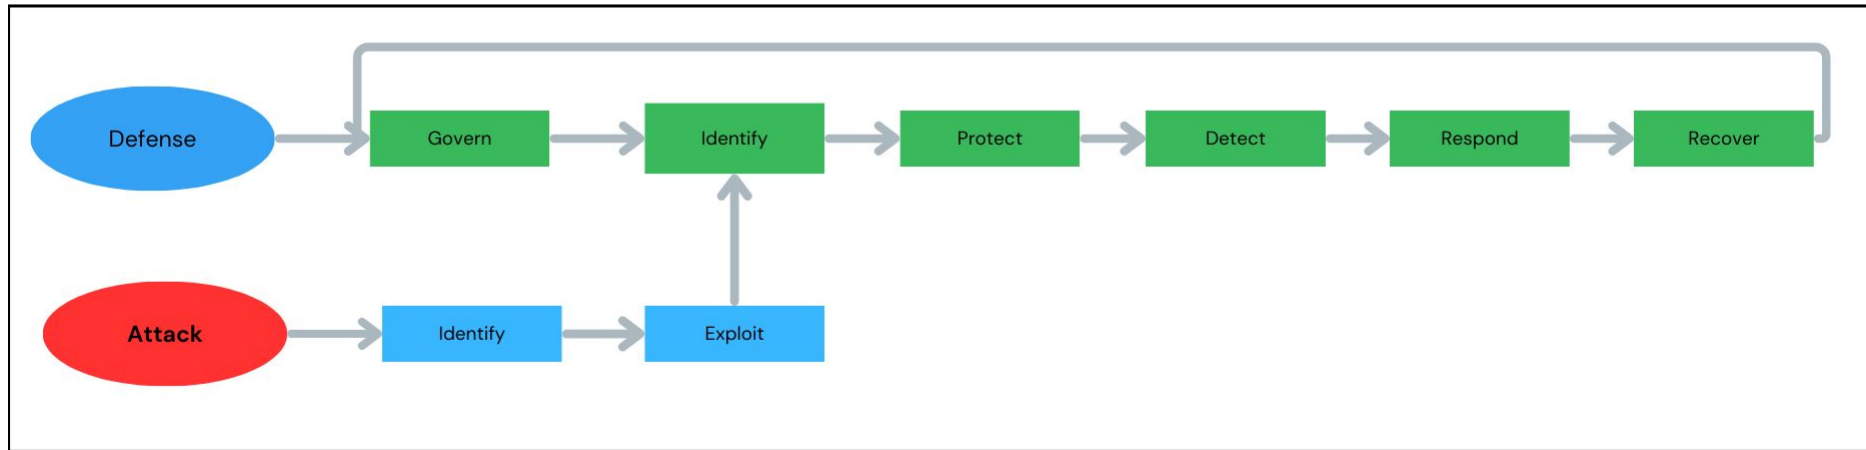 Defense
Govern
Identify
Protect
Detect
Respond
Recover
Attack
Identify
Exploit